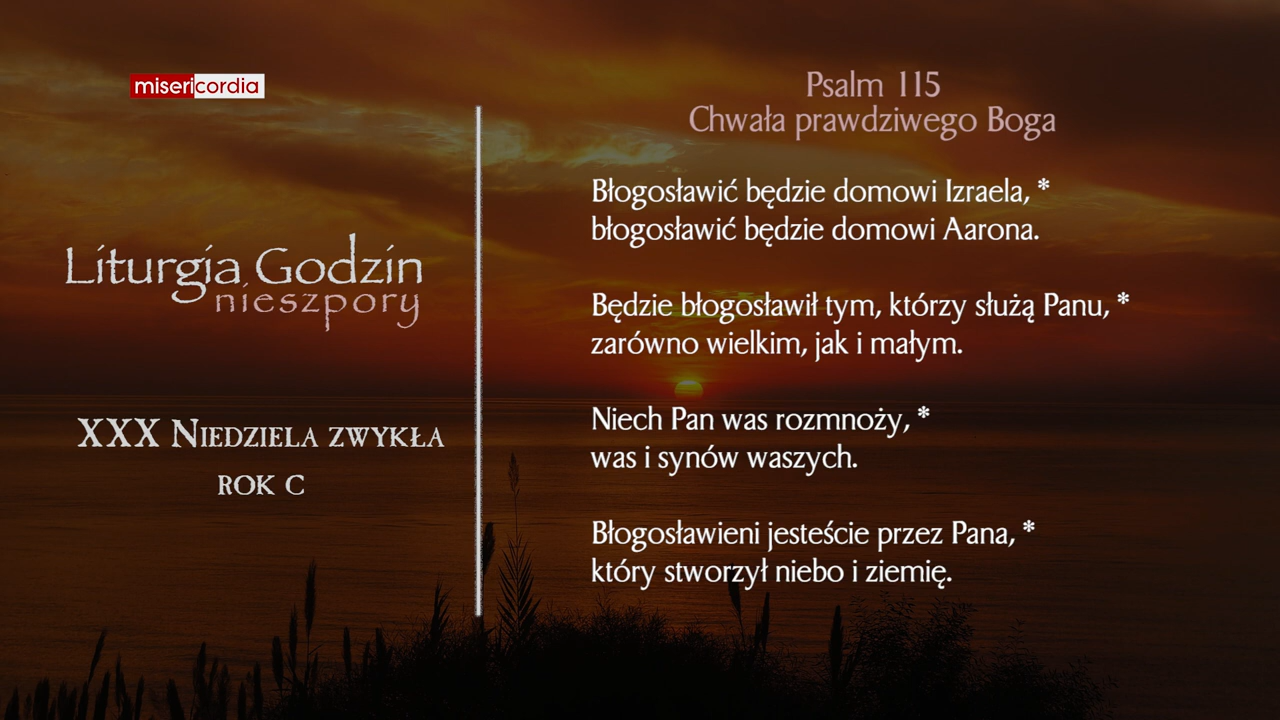 misericordia
Liturgia Godzin
nieszpory
XXX Niedziela zwykła
rok C
Psalm 115
Chwała prawdziwego Boga
Błogosławić będzie domowi Izraela, *
błogosławić będzie domowi Aarona.
Będzie błogosławił tym, którzy służą Panu, *
zarówno wielkim, jak i małym.
Niech Pan was rozmnoży, *
was i synów waszych.
Błogosławieni jesteście przez Pana, *
który stworzył niebo i ziemię.